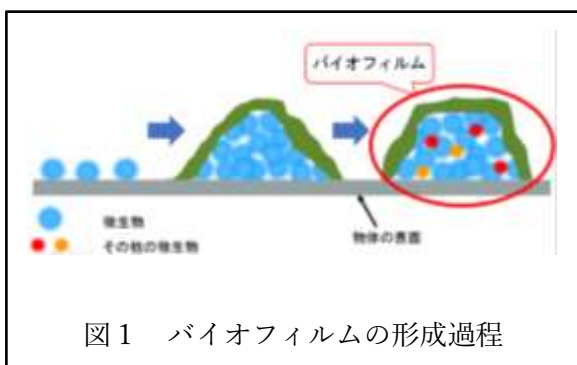 バイオフィルム
微生物
物体の表面
その他の微生物
図１　バイオフィルムの形成過程